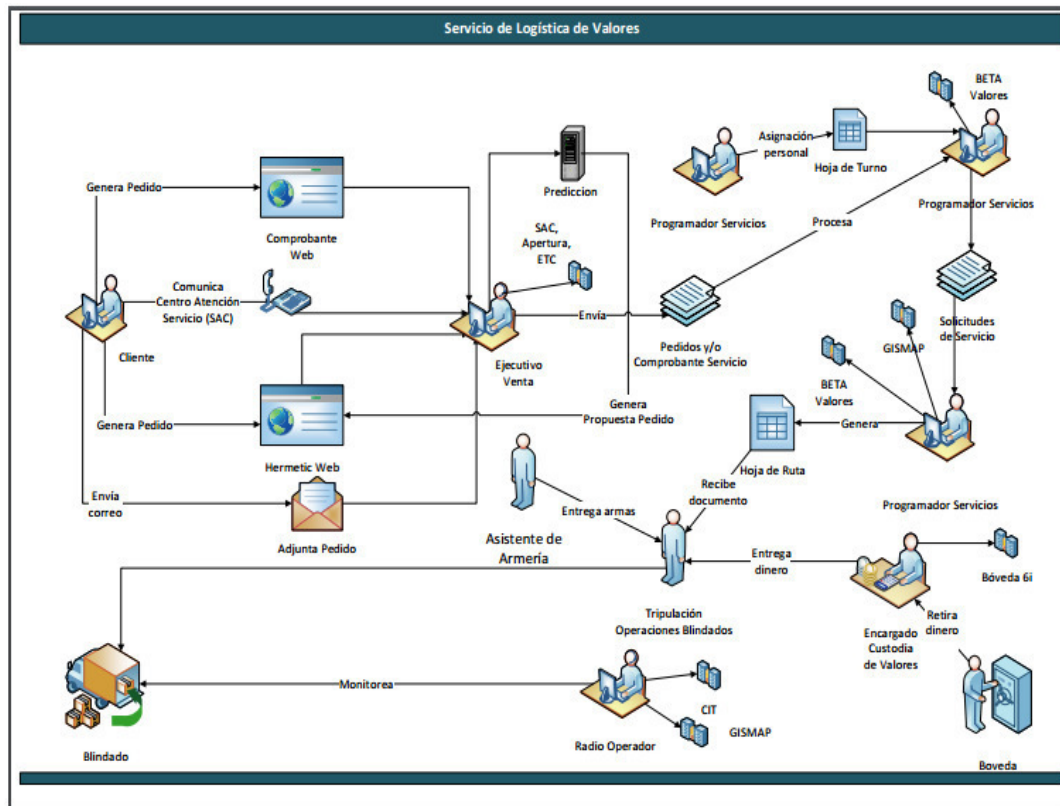 Servicio de Logística de Valores
BETA
Valores
Asignación
personal
Hoja de Turno
Programador Servicios
Programador Servicios
Genera Pedido
Comprobante
Web
Prediccion
SAC,
Apertura,
ETC
Procesa
Comunica
Centro Atención
Servicio (SAC)
Cliente
Ejecutivo
Venta
Envía
Pedidos y/o
Comprobante Servicio
Solicitudes
de Servicio
GISMAP
BETA
Valores
Genera Pedido
Hermetic Web
Genera
Propuesta Pedido
Genera
Hoja de Ruta
Programador Servicios
Envía
correo
Adjunta Pedido
Recibe
documento
Entrega armas
Asistente de
Armería
Entrega
dinero
Bóveda 6i
Tripulación
Operaciones Blindados
Encargado
Custodia
de Valores
Retira
dinero
Monitorea
CIT
GISMAP
Radio Operador
Blindado
Boveda